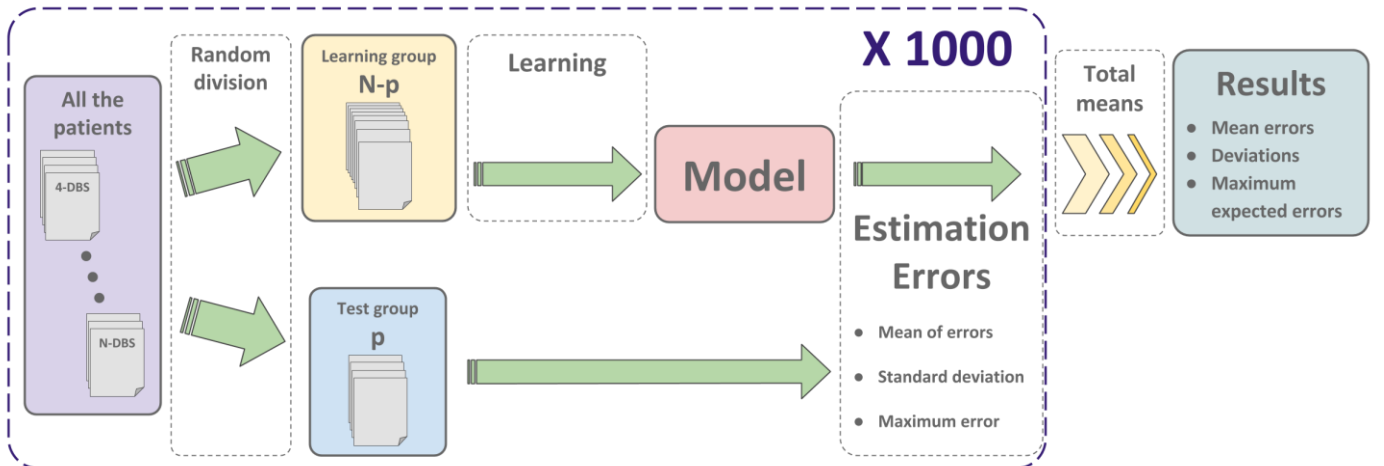 All the
patients
4-DBS
N-DBS
Random
division
Learning group
N-p
Test group
p
Learning
Model
X 1000
Estimation
Errors
● Mean of errors
● Standard deviation
● Maximum error
Total
means
Results
● Mean errors
● Deviations
● Maximum
expected errors